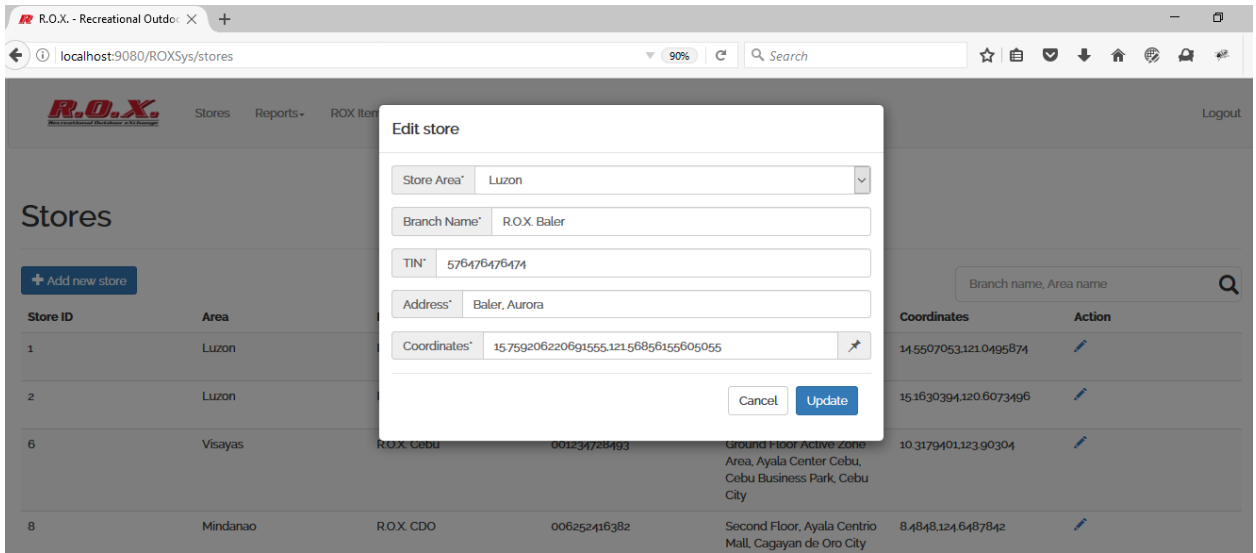 R.O.X. - Recreational Outdoo
localhost:9080/ROXSys/stores
90%
Search
R.O.X.
Recreational Outdoor eXchange
Stores
Reports
ROX Item
Logout
Stores
Add new store
Branch name, Area name
Store ID Area Coordinates Action
1 Luzon 14.5507053,121.0495874
2 Luzon 15.1630394,120.6073496
6 Visayas R.O.X. Cebu 001234728493 Ground Floor Active Zone 10.3179401,123.90304
Area, Ayala Center Cebu,
Cebu Business Park, Cebu
City
8 Mindanao R.O.X. CDO 006252416382 Second Floor, Ayala Centrio 8.4848,124.6487842
Mall, Cagayan de Oro City
Edit store
Store Area* Luzon
Branch Name* R.O.X. Baler
TIN* 576476476474
Address* Baler, Aurora
Coordinates* 15.759206220691555,121.56856155605055
Cancel
Update